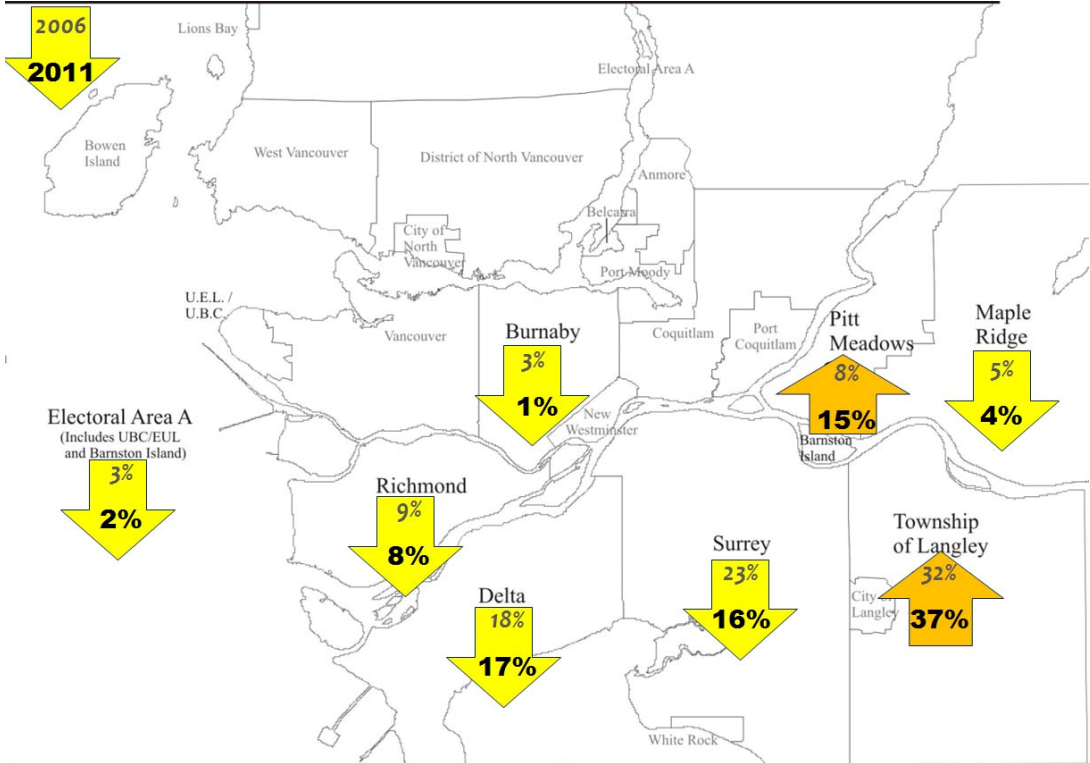 2006
2011
Lions Bay
Electoral Area A
Bowen
Island
West Vancouver
District of North Vancouver
Anmore
Belcarra
City of
North
Vancouver
Port Moody
U.E.L. /
U.B.C.
Vancouver
Burnaby
3%
1%
Coquitlam
Port
Coquitlam
Pitt
Meadows
8%
15%
Maple
Ridge
5%
4%
New
Westminster
Barnston
Island
Electoral Area A
(Includes UBC/EUL
and Barnston Island)
3%
2%
Richmond
9%
8%
Delta
18%
17%
Surrey
23%
16%
Township
of Langley
32%
37%
City of
Langley
White Rock